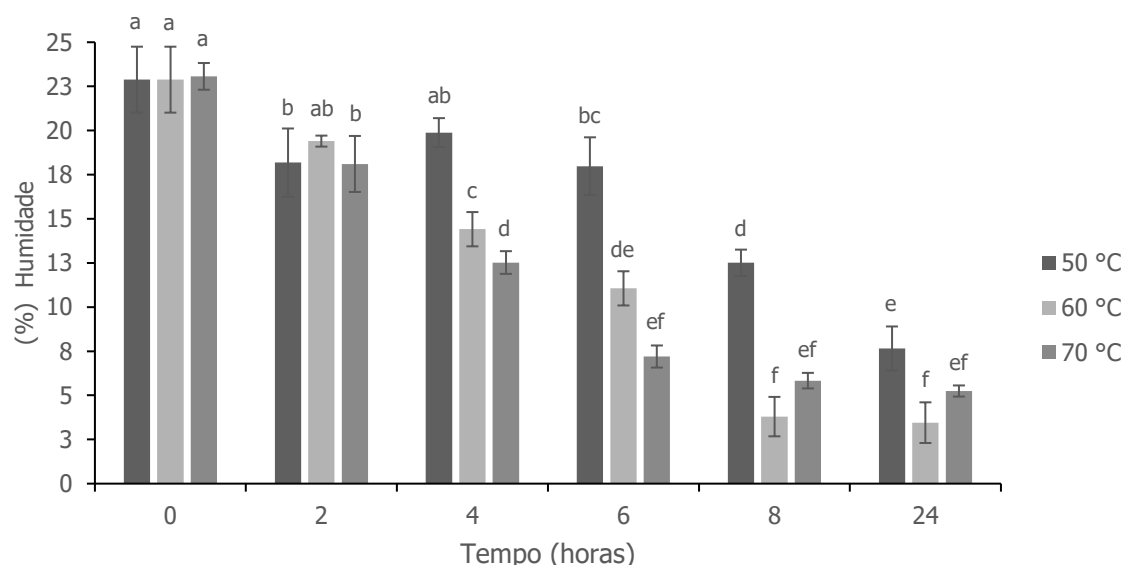 a a a
b ab b
ab
c
d
bc
de
ef
d
f
ef
e
f
ef
25
23
20
18
15
13
10
8
5
3
0
(%) Humidade
0 2 4 6 8 24
Tempo (horas)
50 °C
60 °C
70 °C